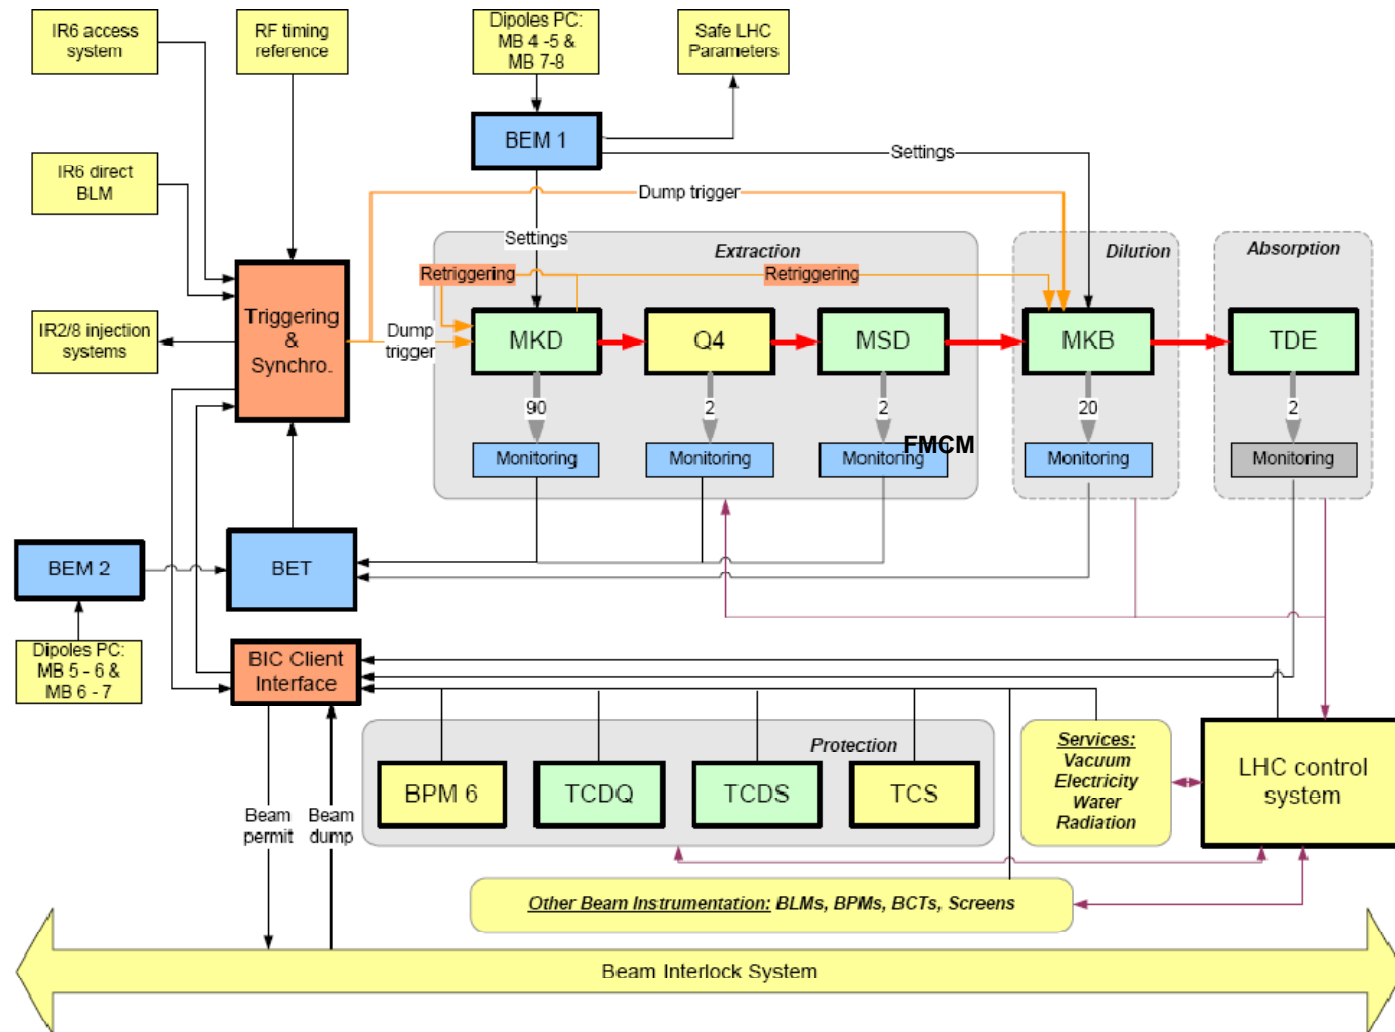 IR6 access
system
RF timing
reference
Dipoles PC:
MB 4 -5 &
MB 7-8
Safe LHC
Parameters
BEM 1
Settings
IR6 direct
BLM
Dump trigger
Settings
Extraction
Dilution
Absorption
Retriggering
Retriggering
Triggering
&
Synchro.
IR2/8 injection
systems
Dump
trigger
MKD
Q4
MSD
MKB
TDE
90
2
2
20
2
FMCM
Monitoring
Monitoring
Monitoring
Monitoring
Monitoring
BEM 2
BET
Dipoles PC:
MB 5 - 6 &
MB 6 - 7
BIC Client
Interface
Protection
BPM 6
TCDQ
TCDS
TCS
Services:
Vacuum
Electricity
Water
Radiation
LHC control
system
Beam
permit
Beam
dump
Other Beam Instrumentation: BLMs, BPMs, BCTs, Screens
Beam Interlock System